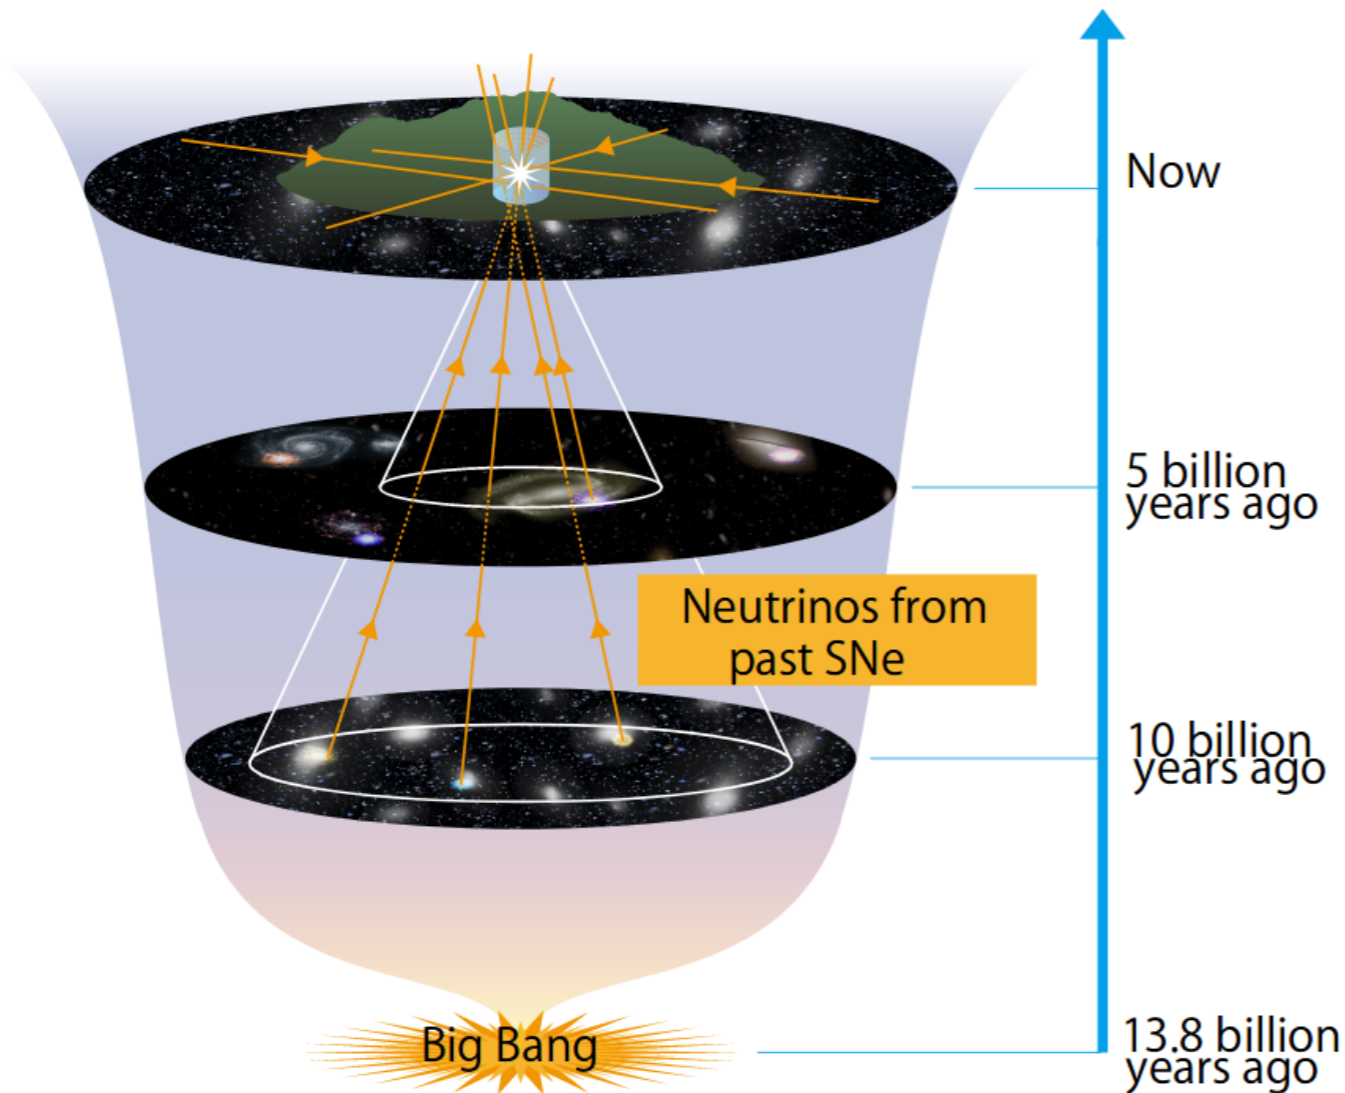 Now
5 billion
years ago
Neutrinos from
past SNe
10 billion
years ago
Big Bang
13.8 billion
years ago